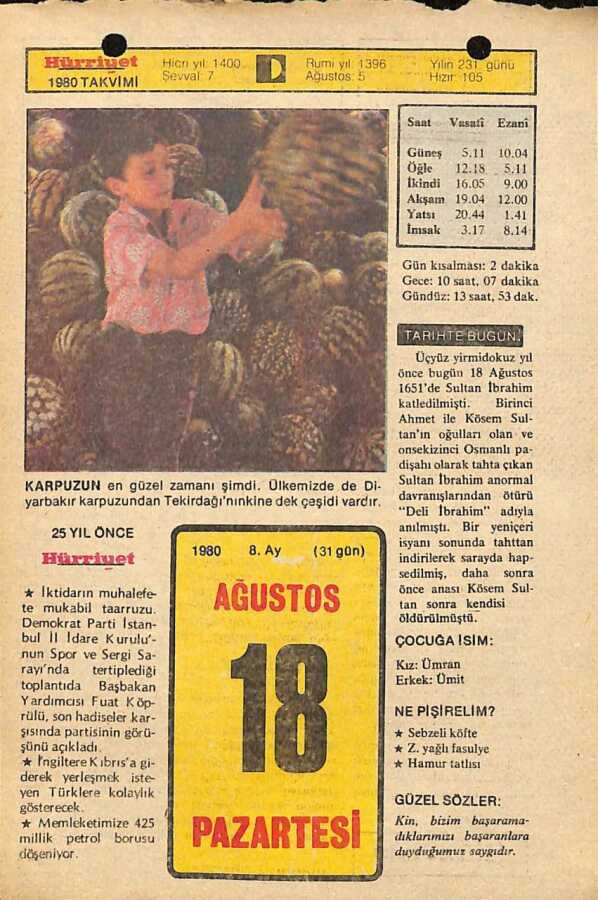 Hürriyet
1980 TAKVİMİ
Hicri yıl: 1400
Şevval: 7
Rumi yıl: 1396
Ağustos: 5
Yılın 231. günü
Hızır: 105
Saat Vasatî Ezanî
Güneş 5.11 10.04
Öğle 12.18 5.11
İkindi 16.05 9.00
Akşam 19.04 12.00
Yatsı 20.44 1.41
İmsak 3.17 8.14
Gün kısalması: 2 dakika
Gece: 10 saat, 07 dakika
Gündüz: 13 saat, 53 dak.
KARPUZUN en güzel zamanı şimdi. Ülkemizde de Di-
yarbakır karpuzundan Tekirdağı'nınkine dek çeşidi vardır.
TARİHTE BUGÜN.
Üçyüz yirmidokuz yıl
önce bugün 18 Ağustos
1651'de Sultan İbrahim
katledilmişti. Birinci
Ahmet ile Kösem Sul-
tan'ın oğulları olan ve
onsekizinci Osmanlı pa-
dişahı olarak tahta çıkan
Sultan İbrahim anormal
davranışlarından ötürü
"Deli İbrahim" adıyla
anılmıştı. Bir yeniçeri
isyanı sonunda tahttan
indirilerek sarayda hap-
sedilmiş, daha sonra
önce anası Kösem Sul-
tan sonra kendisi
öldürülmüştü.
25 YIL ÖNCE
Hürriyet
★ İktidarın muhalefe-
te mukabil taarruzu.
Demokrat Parti İstan-
bul İl İdare Kurulu'-
nun Spor ve Sergi Sa-
rayı'nda tertiplediği
toplantıda Başbakan
Yardımcısı Fuat Köp-
rülü, son hadiseler kar-
şısında partisinin görü-
şünü açıkladı.
★ İngiltere Kıbrıs'a gi-
derek yerleşmek iste-
yen Türklere kolaylık
gösterecek.
★ Memleketimize 425
millik petrol borusu
döşeniyor.
1980 8. Ay (31 gün)
AĞUSTOS
18
PAZARTESİ
ÇOCUĞA İSİM:
Kız: Ümran
Erkek: Ümit
NE PİŞİRELİM?
★ Sebzeli köfte
★ Z. yağlı fasulye
★ Hamur tatlısı
GÜZEL SÖZLER:
Kin, bizim başarama-
dıklarımızı başaranlara
duyduğumuz saygıdır.